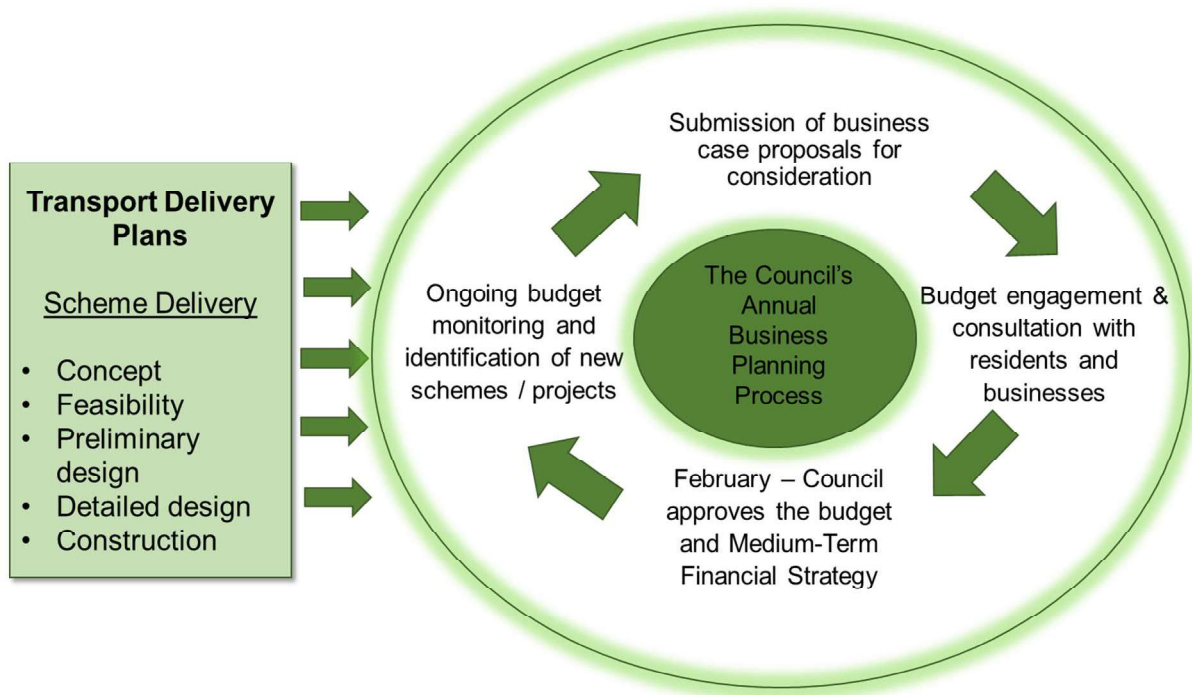 Transport Delivery
Plans
Scheme Delivery
• Concept
• Feasibility
• Preliminary
design
• Detailed design
• Construction
Submission of business
case proposals for
consideration
Budget engagement &
consultation with
residents and
businesses
February – Council
approves the budget
and Medium-Term
Financial Strategy
Ongoing budget
monitoring and
identification of new
schemes / projects
The Council's
Annual
Business
Planning
Process